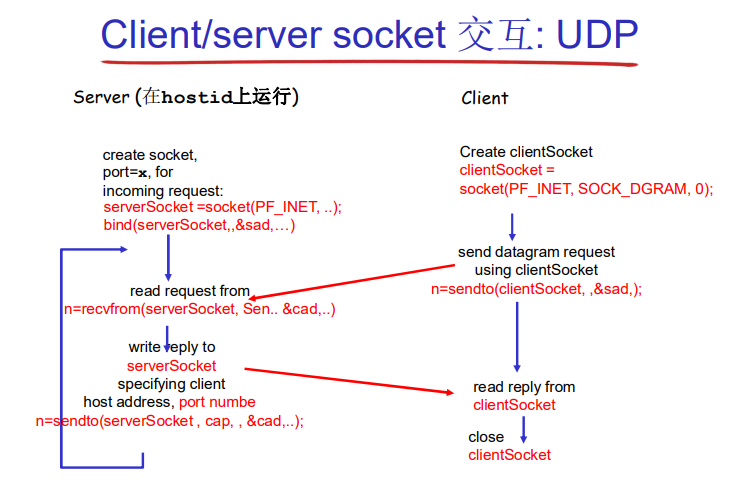 Client/server socket 交互: UDP
Server (在hostid上运行)
create socket,
port=x, for
incoming request:
serverSocket =socket(PF_INET, ..);
bind(serverSocket,,&sad,…)
read request from
n=recvfrom(serverSocket, Sen.. &cad,..)
write reply to
serverSocket
specifying client
host address, port numbe
n=sendto(serverSocket , cap, , &cad,..);
Client
Create clientSocket
clientSocket =
socket(PF_INET, SOCK_DGRAM, 0);
send datagram request
using clientSocket
n=sendto(clientSocket, ,&sad,);
read reply from
clientSocket
close
clientSocket